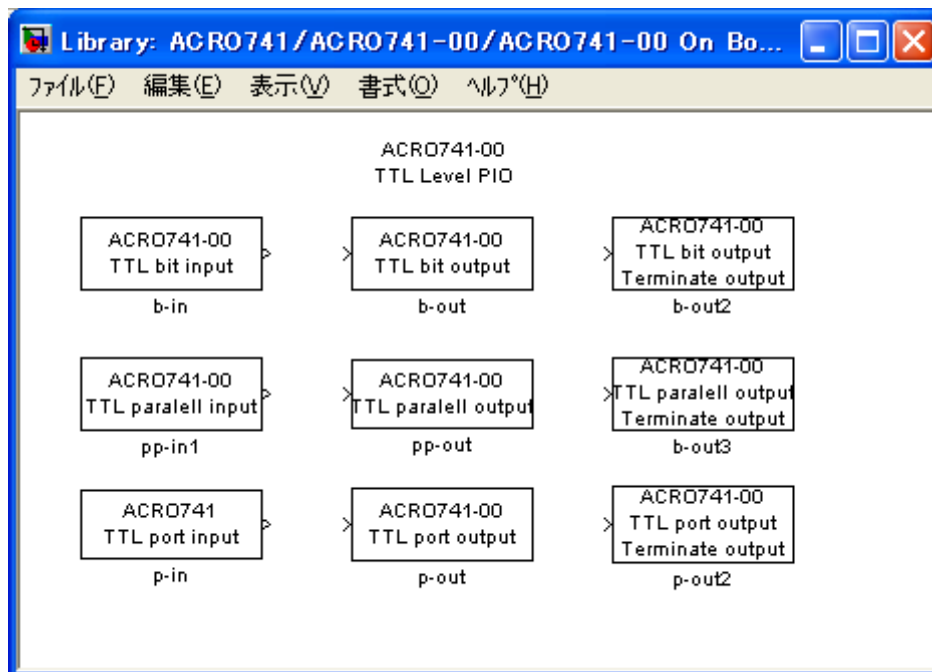 Library: ACRO741/ACRO741-00/ACRO741-00 On Bo...
ファイル(F) 編集(E) 表示(V) 書式(O) ヘルプ(H)
ACRO741-00
TTL Level PIO
ACRO741-00
TTL bit input
b-in
ACRO741-00
TTL bit output
b-out
ACRO741-00
TTL bit output
Terminate output
b-out2
ACRO741-00
TTL paralell input
pp-in1
ACRO741-00
TTL paralell output
pp-out
ACRO741-00
TTL paralell output
Terminate output
b-out3
ACRO741
TTL port input
p-in
ACRO741-00
TTL port output
p-out
ACRO741-00
TTL port output
Terminate output
p-out2